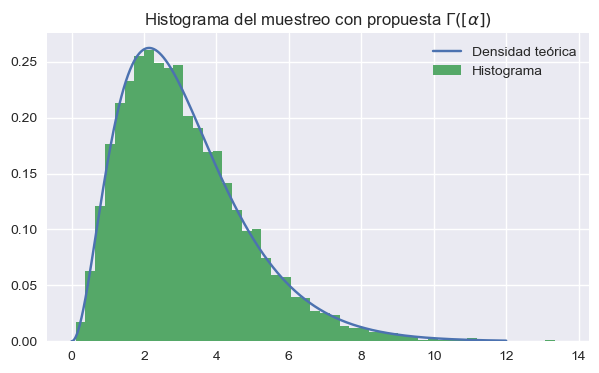 Histograma del muestreo con propuesta Γ([α])
Densidad teórica
Histograma
0.25
0.20
0.15
0.10
0.05
0.00
0 2 4 6 8 10 12 14